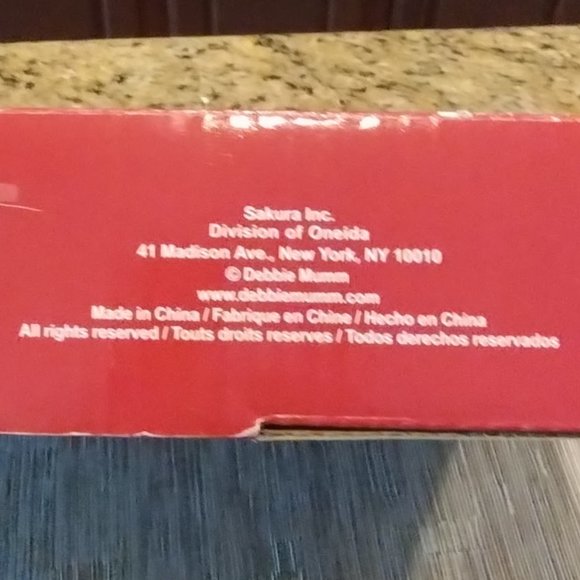 Sakura Inc.
Division of Oneida
41 Madison Ave., New York, NY 10010
© Debbie Mumm
www.debbiemumm.com
Made in China / Fabrique en Chine / Hecho en China
All rights reserved / Touts droits reserves / Todos derechos reservados